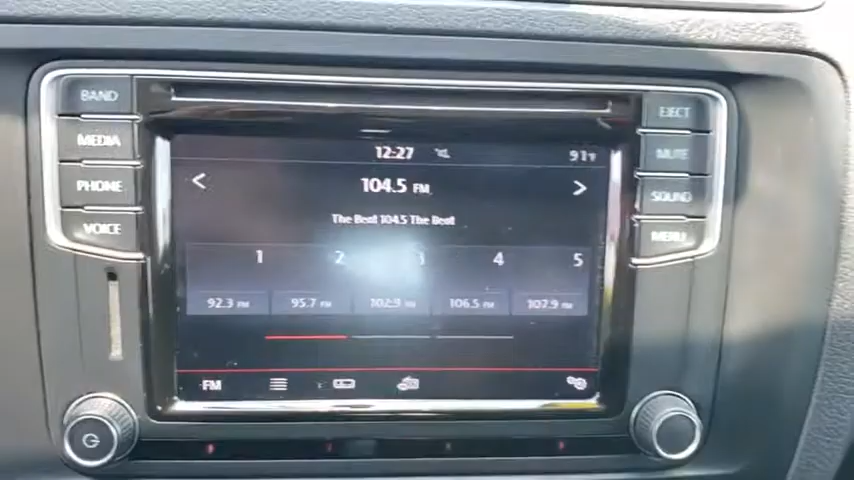 BAND
MEDIA
PHONE
VOICE
EJECT
MUTE
SOUND
MENU
12:27
91°F
104.5 FM
The Beat 104.5 The Beat
1 2 3 4 5
92.3 FM 95.7 FM 102.9 FM 106.5 FM 107.9 FM
FM